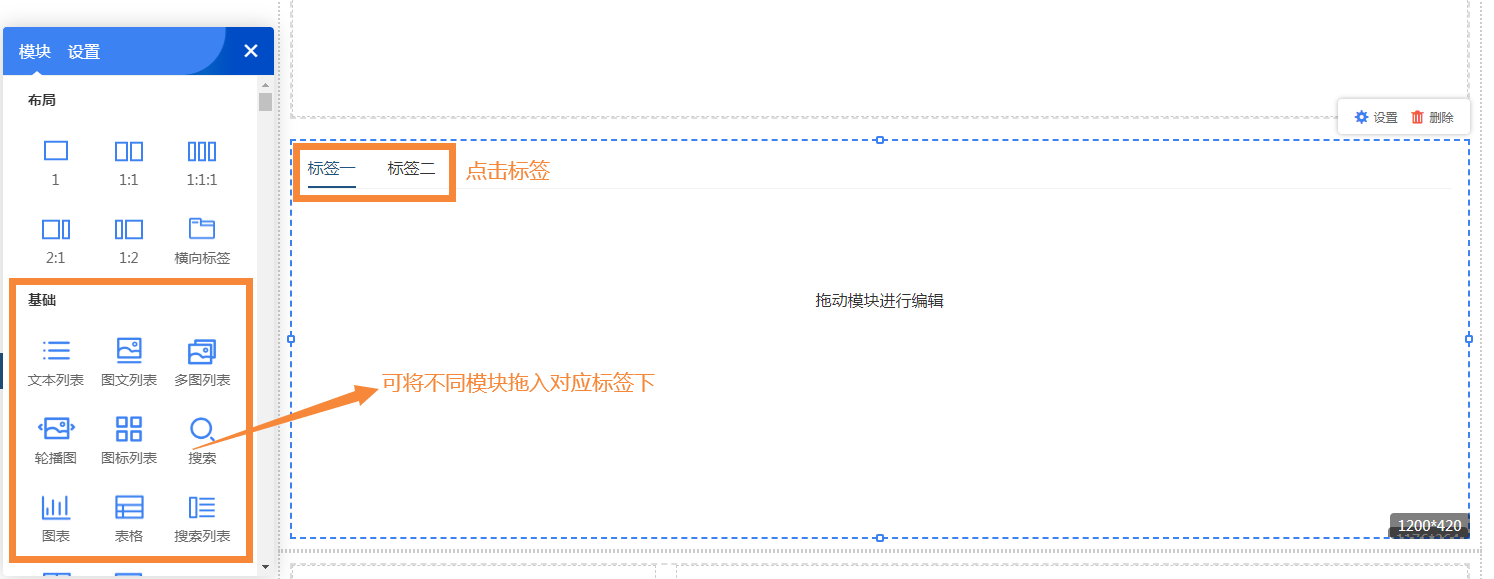 模块 设置
布局
1 1:1 1:1:1
2:1 1:2 横向标签
基础
文本列表 图文列表 多图列表
轮播图 图标列表 搜索
图表 表格 搜索列表
设置 删除
标签一 标签二 点击标签
拖动模块进行编辑
可将不同模块拖入对应标签下
1200*420